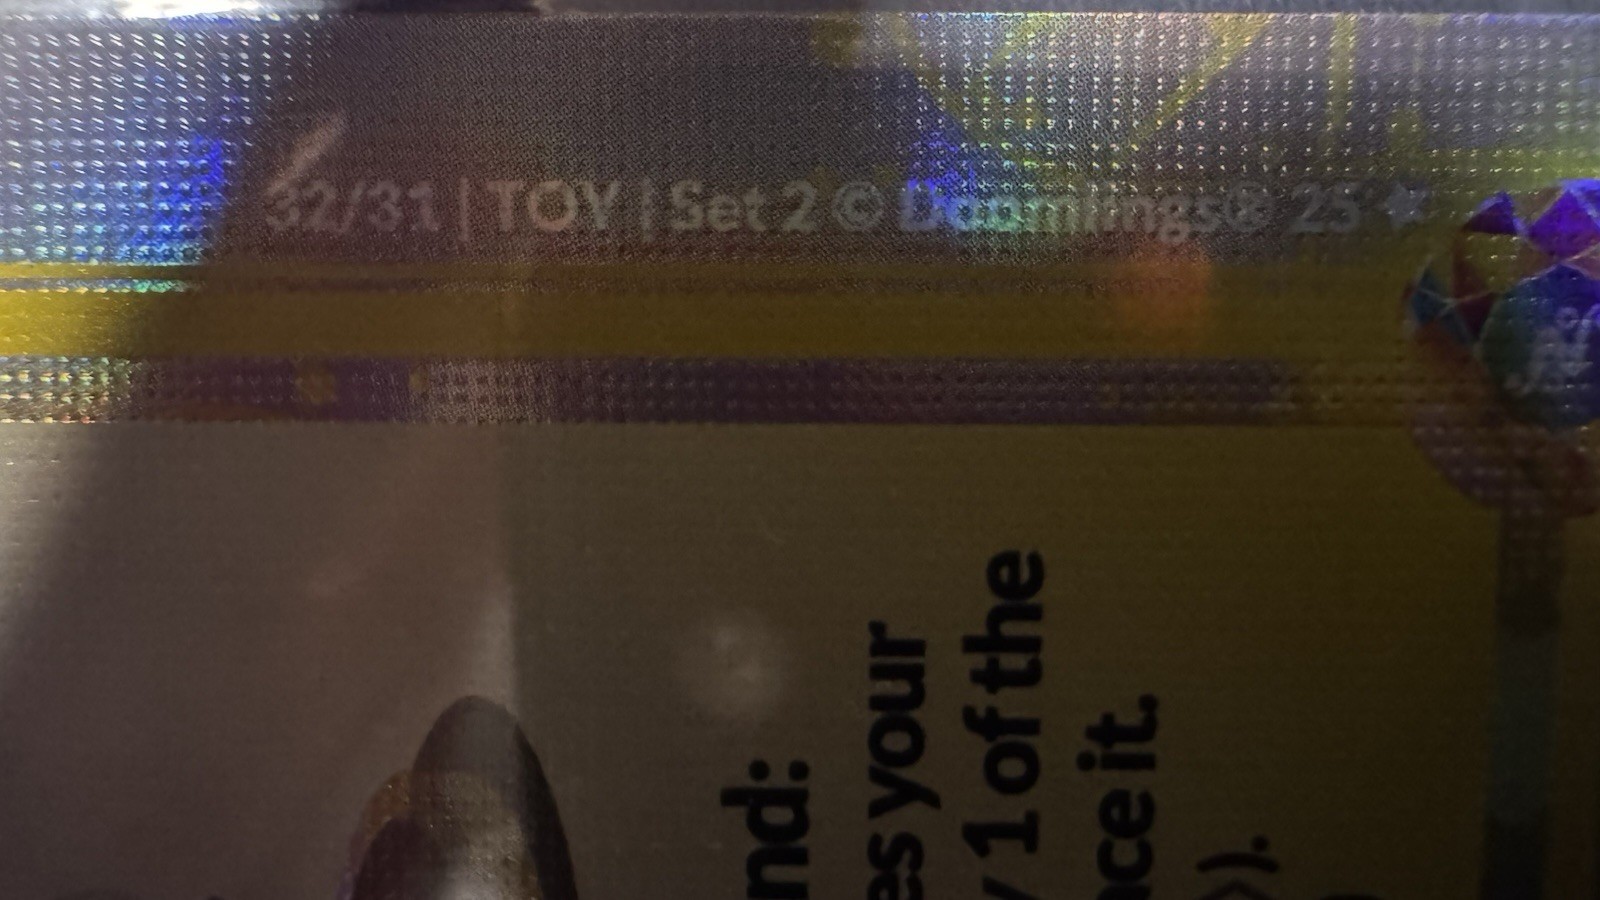 32/31 | TOY | Set 2 © Doomlings® 25
nd:
es your
1 of the
ce it.
).